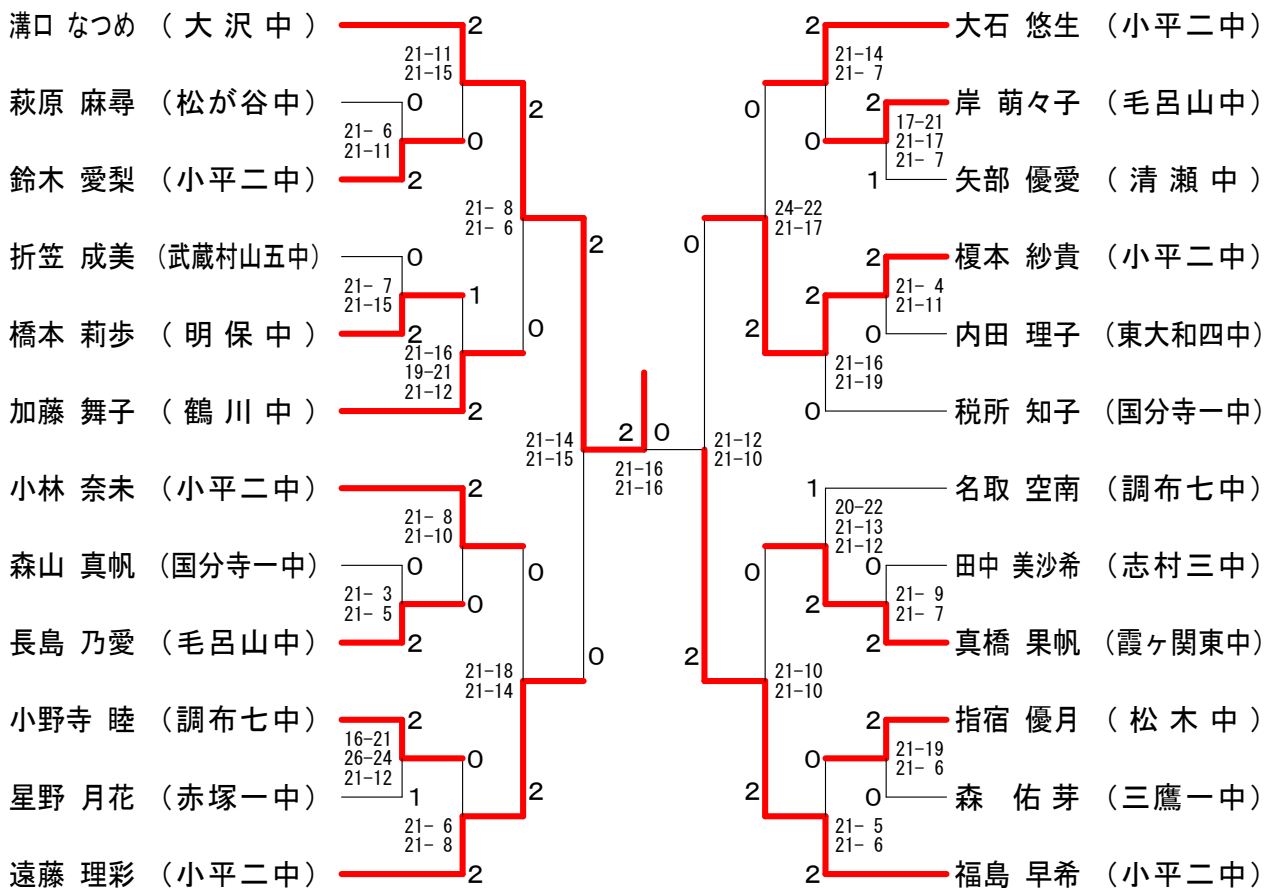 溝口 なつめ （大沢中） 2
21-11
21-15
萩原 麻尋 （松が谷中） 0
2
21- 6
21-11
0
鈴木 愛梨 （小平二中） 2
21- 8
21- 6
折笠 成美 （武蔵村山五中） 0
2
21- 7
21-15
1
橋本 莉歩 （明保中） 2
0
21-16
19-21
21-12
加藤 舞子 （鶴川中） 2
21-14
21-15
小林 奈未 （小平二中） 2
21- 8
21-10
森山 真帆 （国分寺一中） 0
0
21- 3
21- 5
0
長島 乃愛 （毛呂山中） 2
0
21-18
21-14
小野寺 睦 （調布七中） 2
16-21
26-24
21-12
0
星野 月花 （赤塚一中） 1
2
21- 6
21- 8
遠藤 理彩 （小平二中） 2
2 0
21-16
21-16
2 大石 悠生 （小平二中）
21-14
21- 7
0
2 岸 萌々子 （毛呂山中）
17-21
21-17
21- 7
0
1 矢部 優愛 （清瀬中）
24-22
21-17
0
2 榎本 紗貴 （小平二中）
21- 4
21-11
2
2
0 内田 理子 （東大和四中）
21-16
21-19
0 税所 知子 （国分寺一中）
21-12
21-10
1 名取 空南 （調布七中）
20-22
21-13
21-12
0
0 田中 美沙希 （志村三中）
21- 9
21- 7
2
2 真橋 果帆 （霞ヶ関東中）
2
21-10
21-10
2 指宿 優月 （松木中）
21-19
21- 6
0
2
0 森 佑芽 （三鷹一中）
21- 5
21- 6
2 福島 早希 （小平二中）